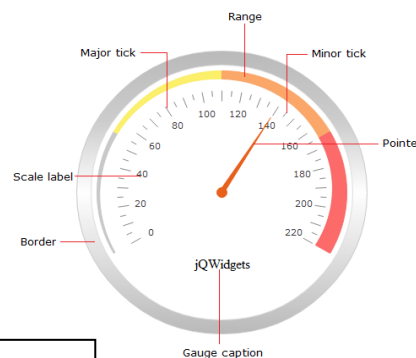 Range
Major tick
Minor tick
100
120
80
140
60
160
Pointe
40
180
Scale label
20
200
0
220
Border
jQWidgets
Gauge caption